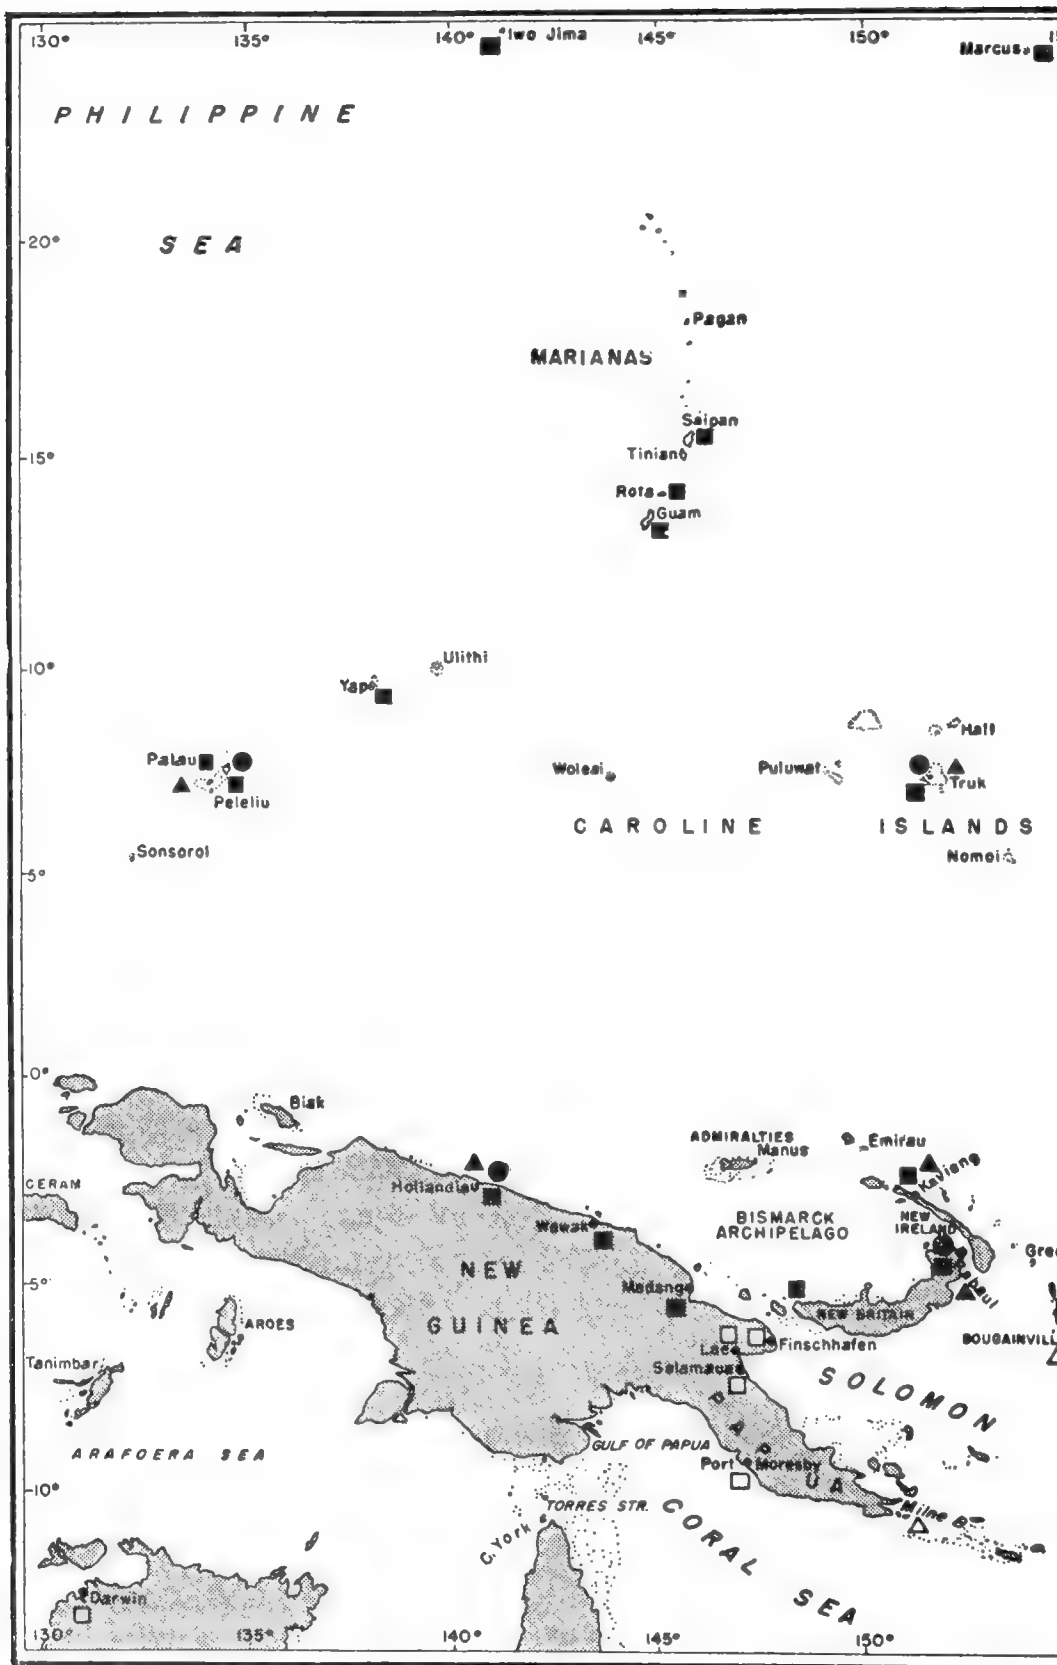 130° 135° 140° Iwo Jima 145° 150°
Marcus
PHILIPPINE
SEA
20°
Pagan
MARIANAS
Saipan
15°
Tinian
Rota
Guam
10°
Ulithi
Yap
Hall
Palau
Woleai
Puluwat
Truk
Peleliu
CAROLINE ISLANDS
Sonsorol
Nomoi
5°
0°
Biak
ADMIRALTIES
Manus
Emirau
Kavieng
CERAM
Hollandia
NEW
IRELAND
BISMARCK
ARCHIPELAGO
Wewak
NEW
GUINEA
5°
Madang
NEW BRITAIN
AROES
Lae
Finschhafen
BOUGAINVILL
Tanimbar
Salamaua
SOLOMON
ARAFOERA SEA
GULF OF PAPUA
PAPUA
Port Moresby
10°
TORRES STR.
Milne B.
C. York
CORAL SEA
Darwin
130° 135° 140° 145° 150°